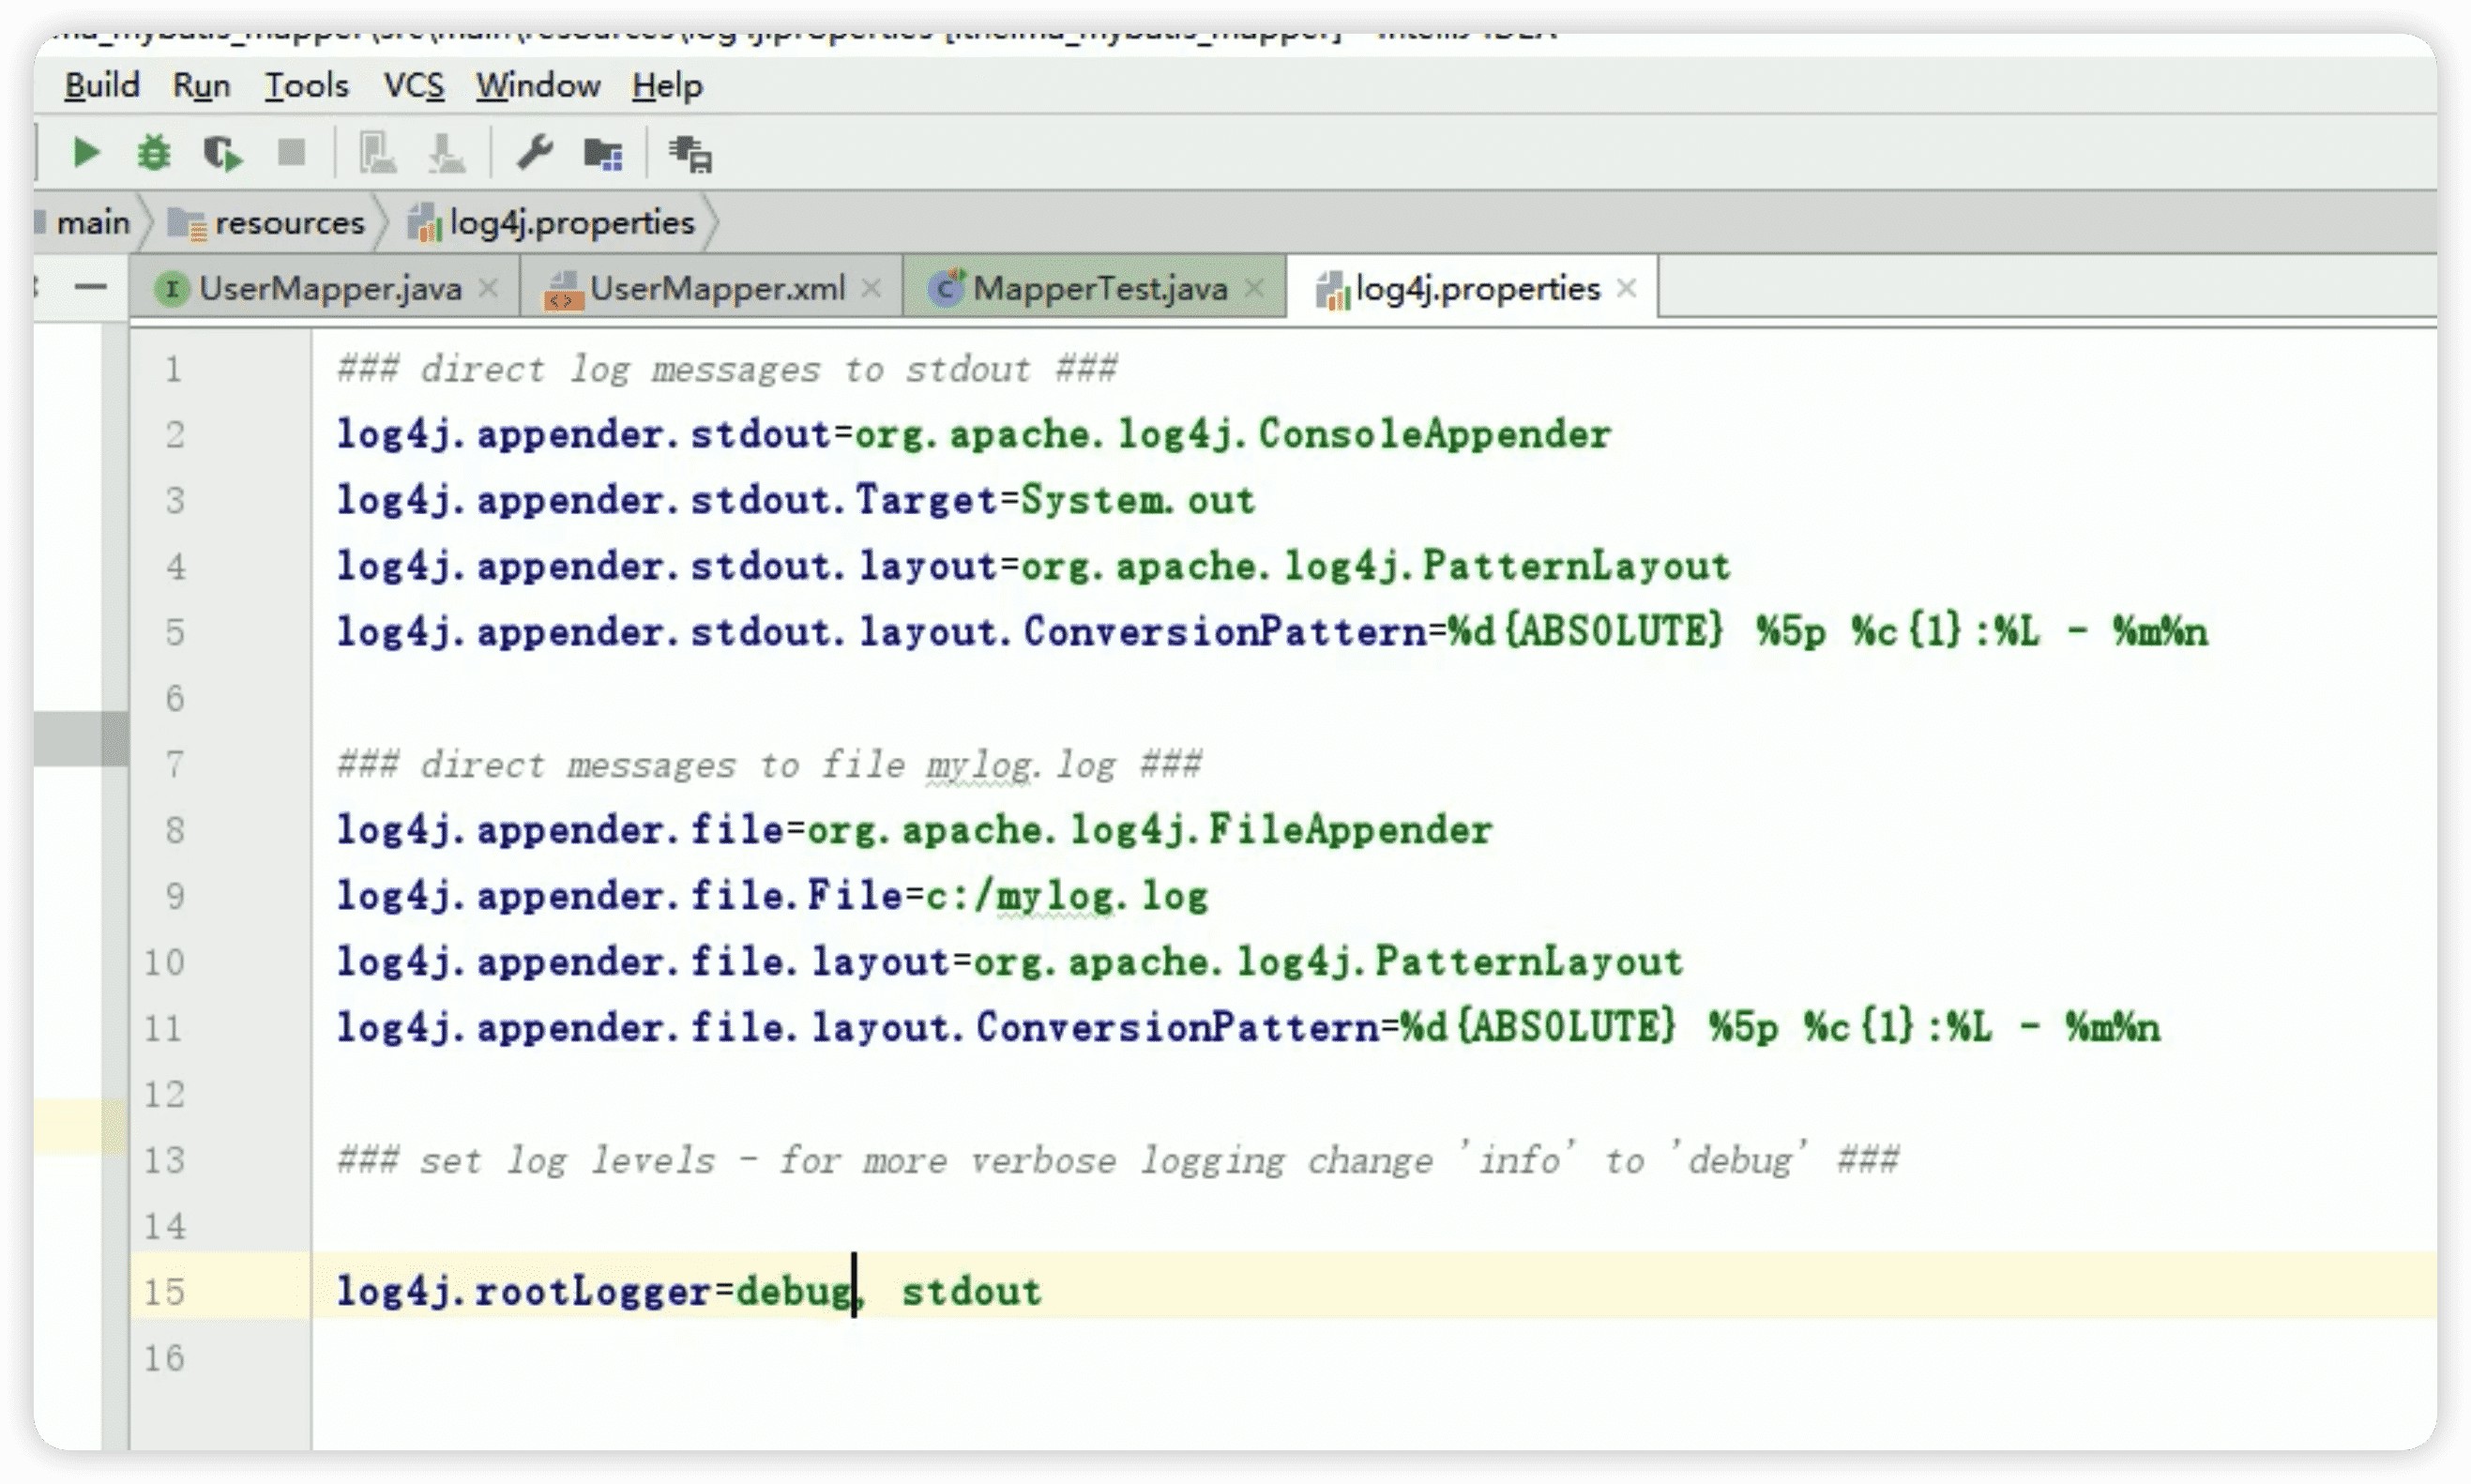 Build Run Tools VCS Window Help
main resources log4j.properties
UserMapper.java UserMapper.xml MapperTest.java log4j.properties
1 ### direct log messages to stdout ###
2 log4j.appender.stdout=org.apache.log4j.ConsoleAppender
3 log4j.appender.stdout.Target=System.out
4 log4j.appender.stdout.layout=org.apache.log4j.PatternLayout
5 log4j.appender.stdout.layout.ConversionPattern=%d{ABSOLUTE} %5p %c{1}:%L - %m%n
6
7 ### direct messages to file mylog.log ###
8 log4j.appender.file=org.apache.log4j.FileAppender
9 log4j.appender.file.File=c:/mylog.log
10 log4j.appender.file.layout=org.apache.log4j.PatternLayout
11 log4j.appender.file.layout.ConversionPattern=%d{ABSOLUTE} %5p %c{1}:%L - %m%n
12
13 ### set log levels - for more verbose logging change 'info' to 'debug' ###
14
15 log4j.rootLogger=debug, stdout
16